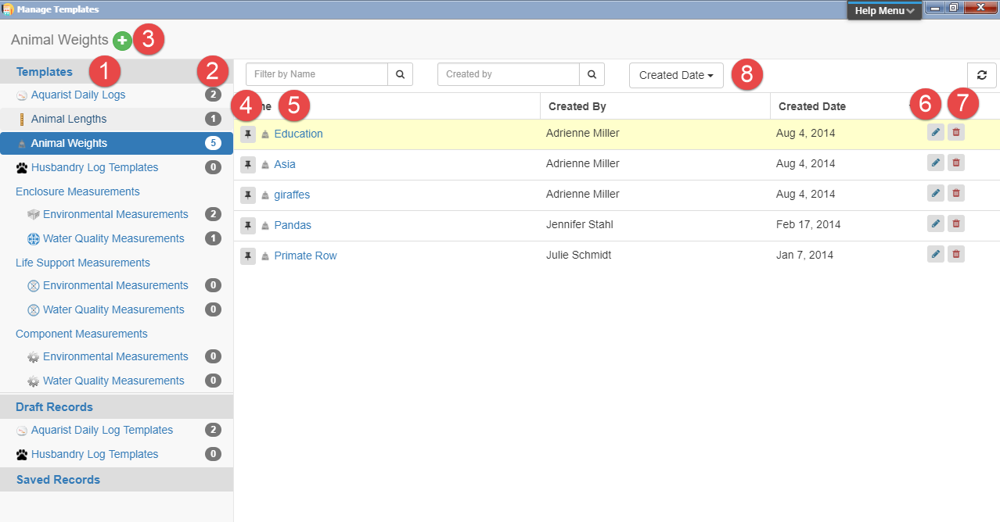 Manage Templates
Help Menu
Animal Weights 3
Templates 1 2
Aquarist Daily Logs 2
Animal Lengths 1
Animal Weights 5
Husbandry Log Templates 0
Enclosure Measurements
Environmental Measurements 2
Water Quality Measurements 1
Life Support Measurements
Environmental Measurements 0
Water Quality Measurements 0
Component Measurements
Environmental Measurements 0
Water Quality Measurements 0
Draft Records
Aquarist Daily Log Templates 2
Husbandry Log Templates 0
Saved Records
Filter by Name Created by Created Date 8
4 me 5 Created By Created Date 6 7
Education Adrienne Miller Aug 4, 2014
Asia Adrienne Miller Aug 4, 2014
giraffes Adrienne Miller Aug 4, 2014
Pandas Jennifer Stahl Feb 17, 2014
Primate Row Julie Schmidt Jan 7, 2014